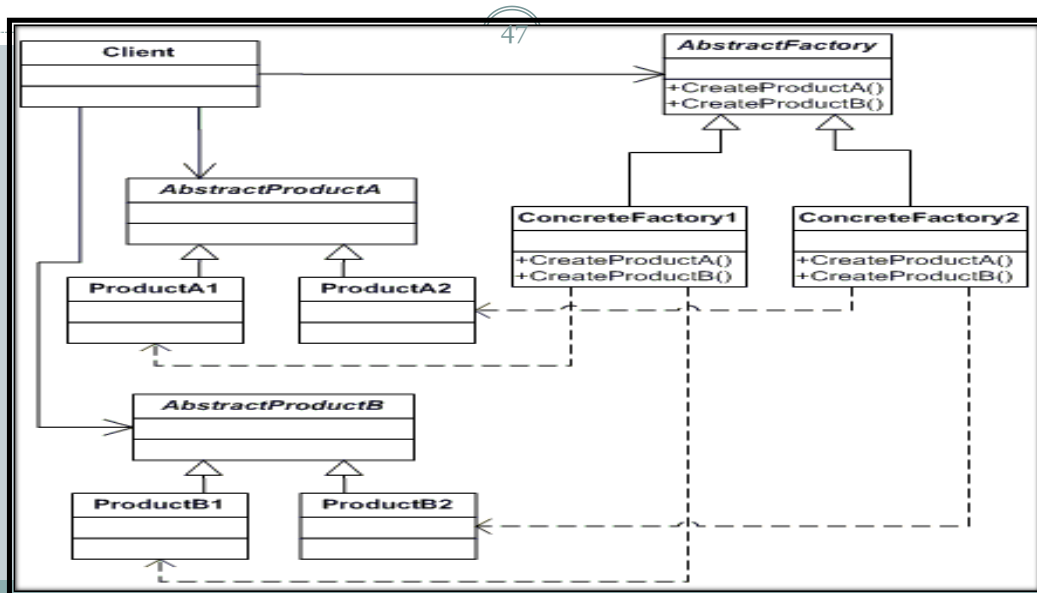 47
Client
AbstractFactory
+CreateProductA()
+CreateProductB()
AbstractProductA
ConcreteFactory1
+CreateProductA()
+CreateProductB()
ConcreteFactory2
+CreateProductA()
+CreateProductB()
ProductA1
ProductA2
AbstractProductB
ProductB1
ProductB2